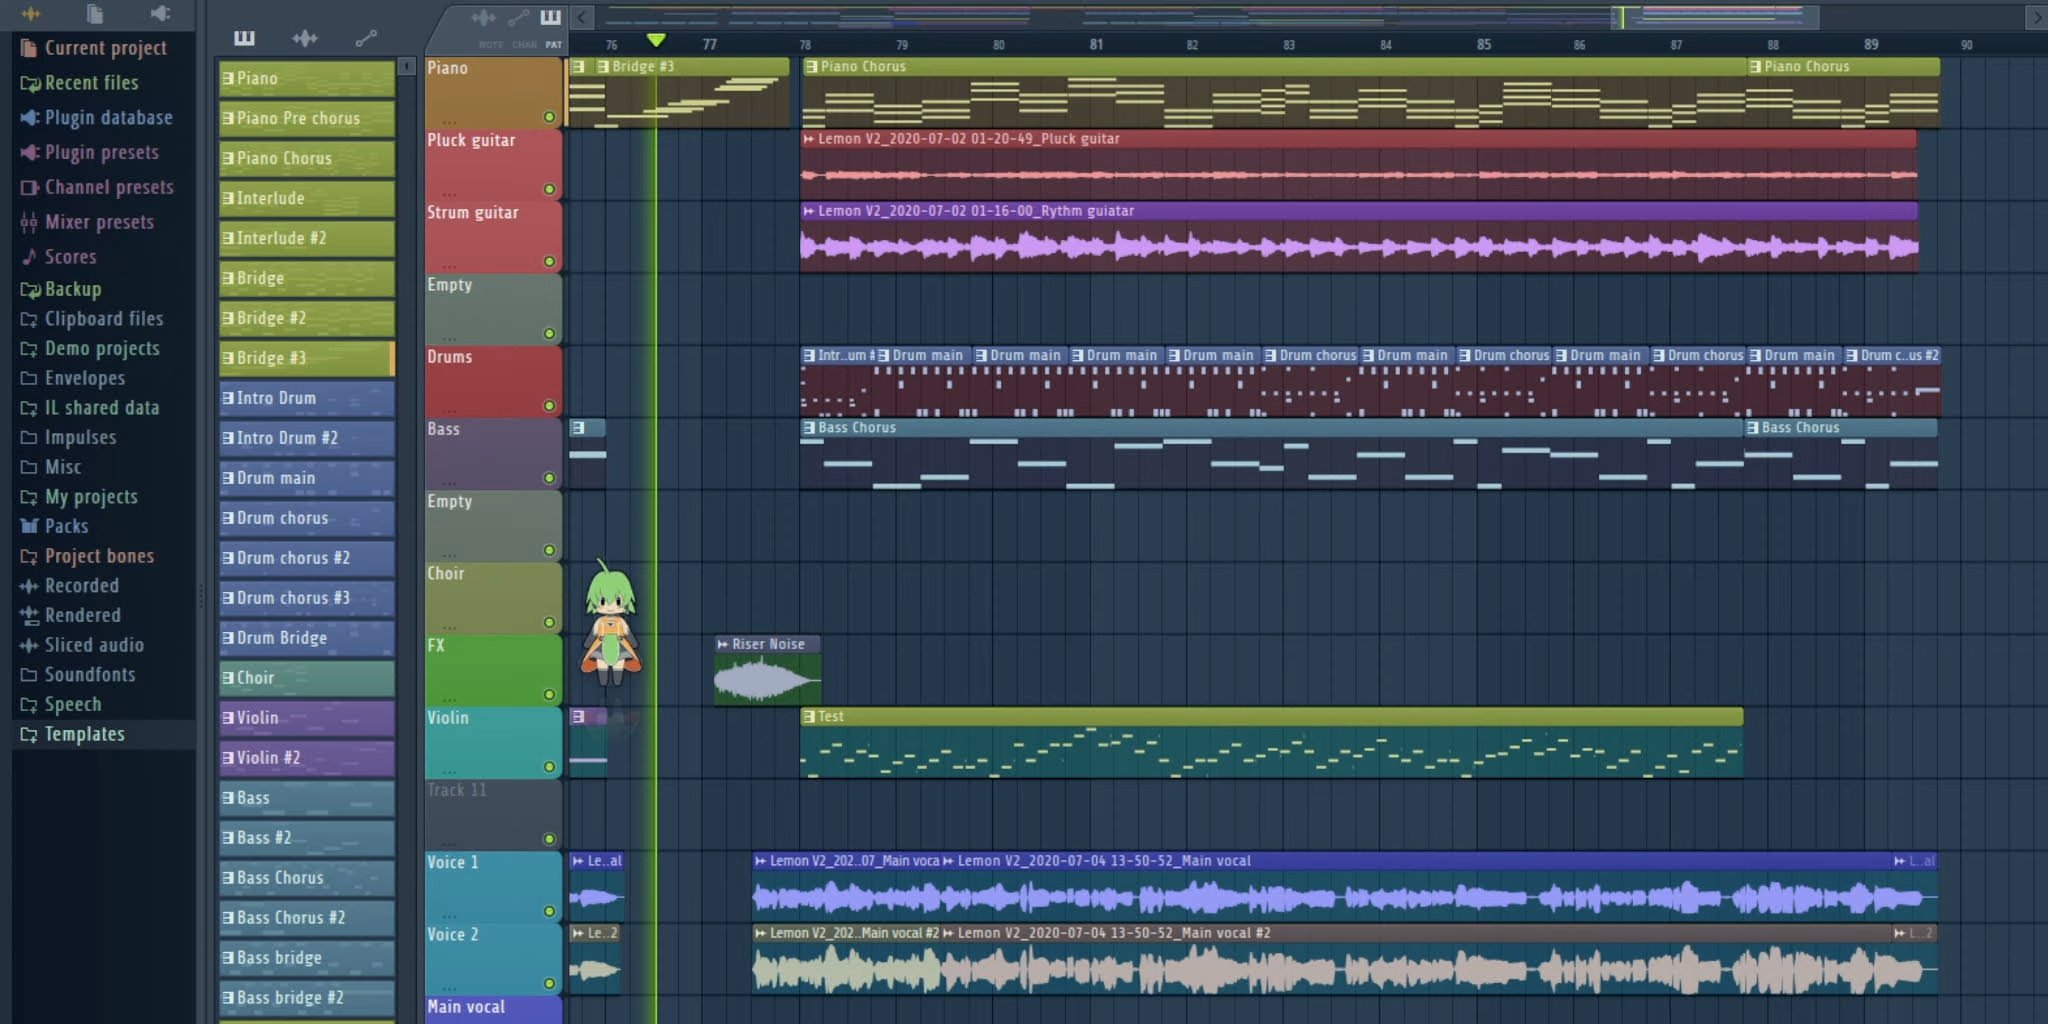 NOTE CHAN PAT
76 77 78 79 80 81 82 83 84 85 86 87 88 89 90
Current project
Recent files
Plugin database
Plugin presets
Channel presets
Mixer presets
Scores
Backup
Clipboard files
Demo projects
Envelopes
IL shared data
Impulses
Misc
My projects
Packs
Project bones
Recorded
Rendered
Sliced audio
Soundfonts
Speech
Templates
Piano
Piano Pre chorus
Piano Chorus
Interlude
Interlude #2
Bridge
Bridge #2
Bridge #3
Intro Drum
Intro Drum #2
Drum main
Drum chorus
Drum chorus #2
Drum chorus #3
Drum Bridge
Choir
Violin
Violin #2
Bass
Bass #2
Bass Chorus
Bass Chorus #2
Bass bridge
Bass bridge #2
Piano
Bridge #3
Piano Chorus
Piano Chorus
Pluck guitar
Lemon V2_2020-07-02 01-20-49_Pluck guitar
Strum guitar
Lemon V2_2020-07-02 01-16-00_Rythm guiatar
Empty
Drums
Intr..um #
Drum main
Drum main
Drum main
Drum main
Drum chorus
Drum main
Drum chorus
Drum main
Drum chorus
Drum main
Drum c..us #2
Bass
Bass Chorus
Bass Chorus
Empty
Choir
FX
Riser Noise
Violin
Test
Track 11
Voice 1
Le..al
Lemon V2_202..07_Main voca
Lemon V2_2020-07-04 13-50-52_Main vocal
L..al
Voice 2
Le..2
Lemon V2_202..Main vocal #2
Lemon V2_2020-07-04 13-50-52_Main vocal #2
L..2
Main vocal